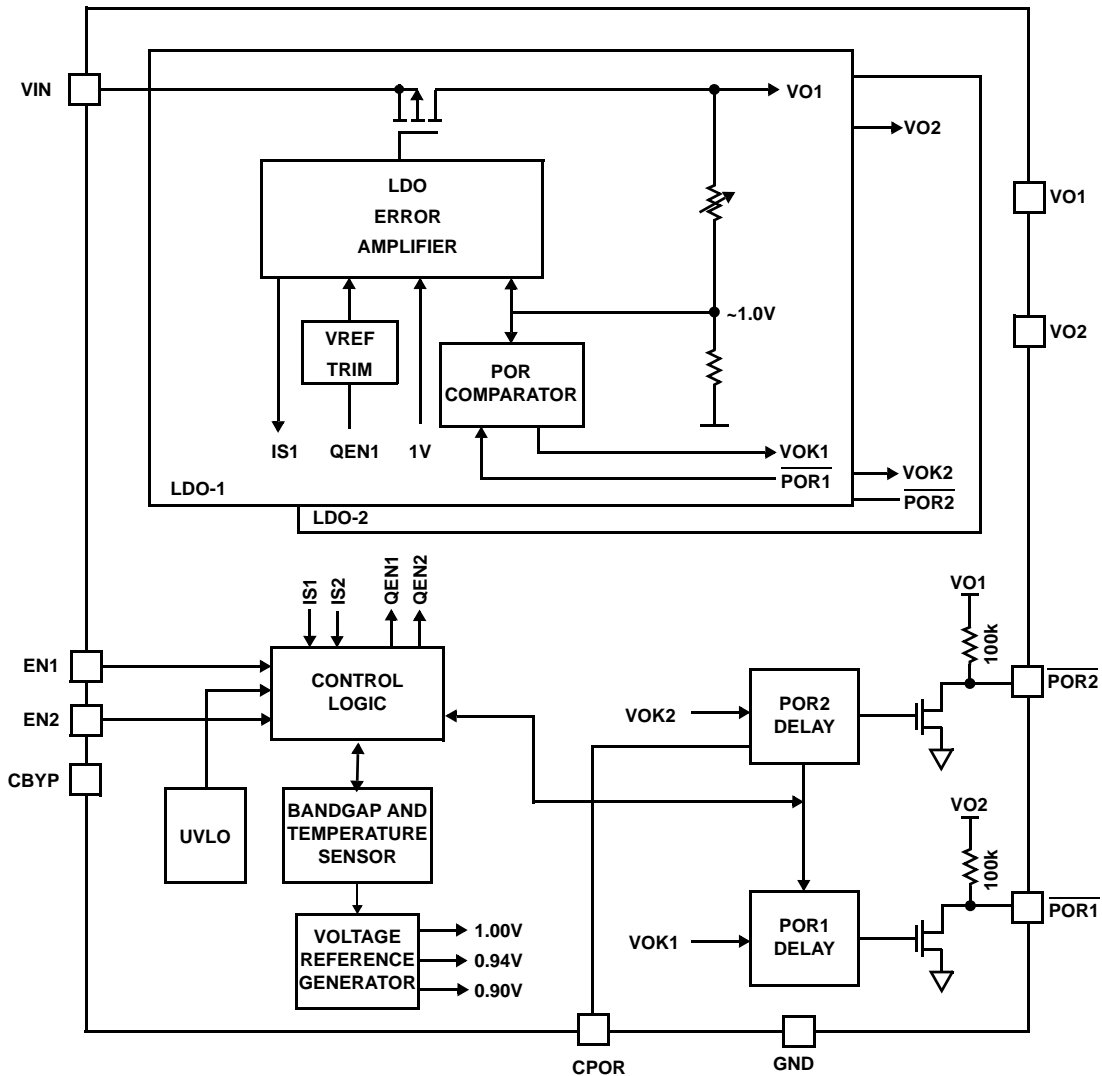 VIN
VO1
VO2
LDO
ERROR
AMPLIFIER
VO1
~1.0V
VREF
TRIM
POR
COMPARATOR
VO2
IS1
QEN1
1V
VOK1
POR1
VOK2
POR2
LDO-1
LDO-2
IS1
IS2
QEN1
QEN2
VO1
100k
EN1
CONTROL
LOGIC
POR2
EN2
VOK2
POR2
DELAY
CBYP
UVLO
BANDGAP AND
TEMPERATURE
SENSOR
VO2
100k
POR1
VOLTAGE
REFERENCE
GENERATOR
1.00V
0.94V
0.90V
VOK1
POR1
DELAY
CPOR
GND